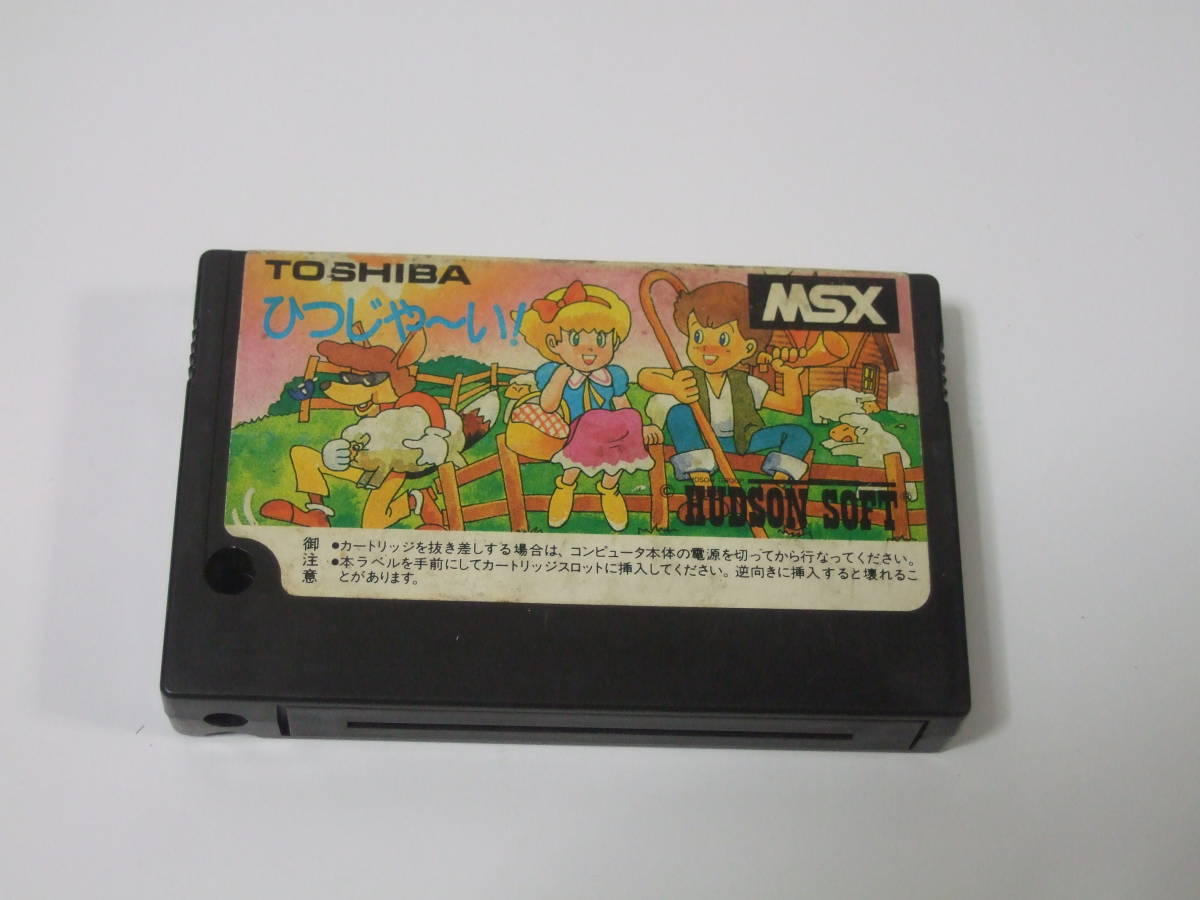 TOSHIBA
MSX
ひつじや〜い!
© HUDSON SOFT®
御注意
●カートリッジを抜き差しする場合は、コンピュータ本体の電源を切ってから行なってください。
●本ラベルを手前にしてカートリッジスロットに挿入してください。逆向きに挿入すると壊れるこ
とがあります。